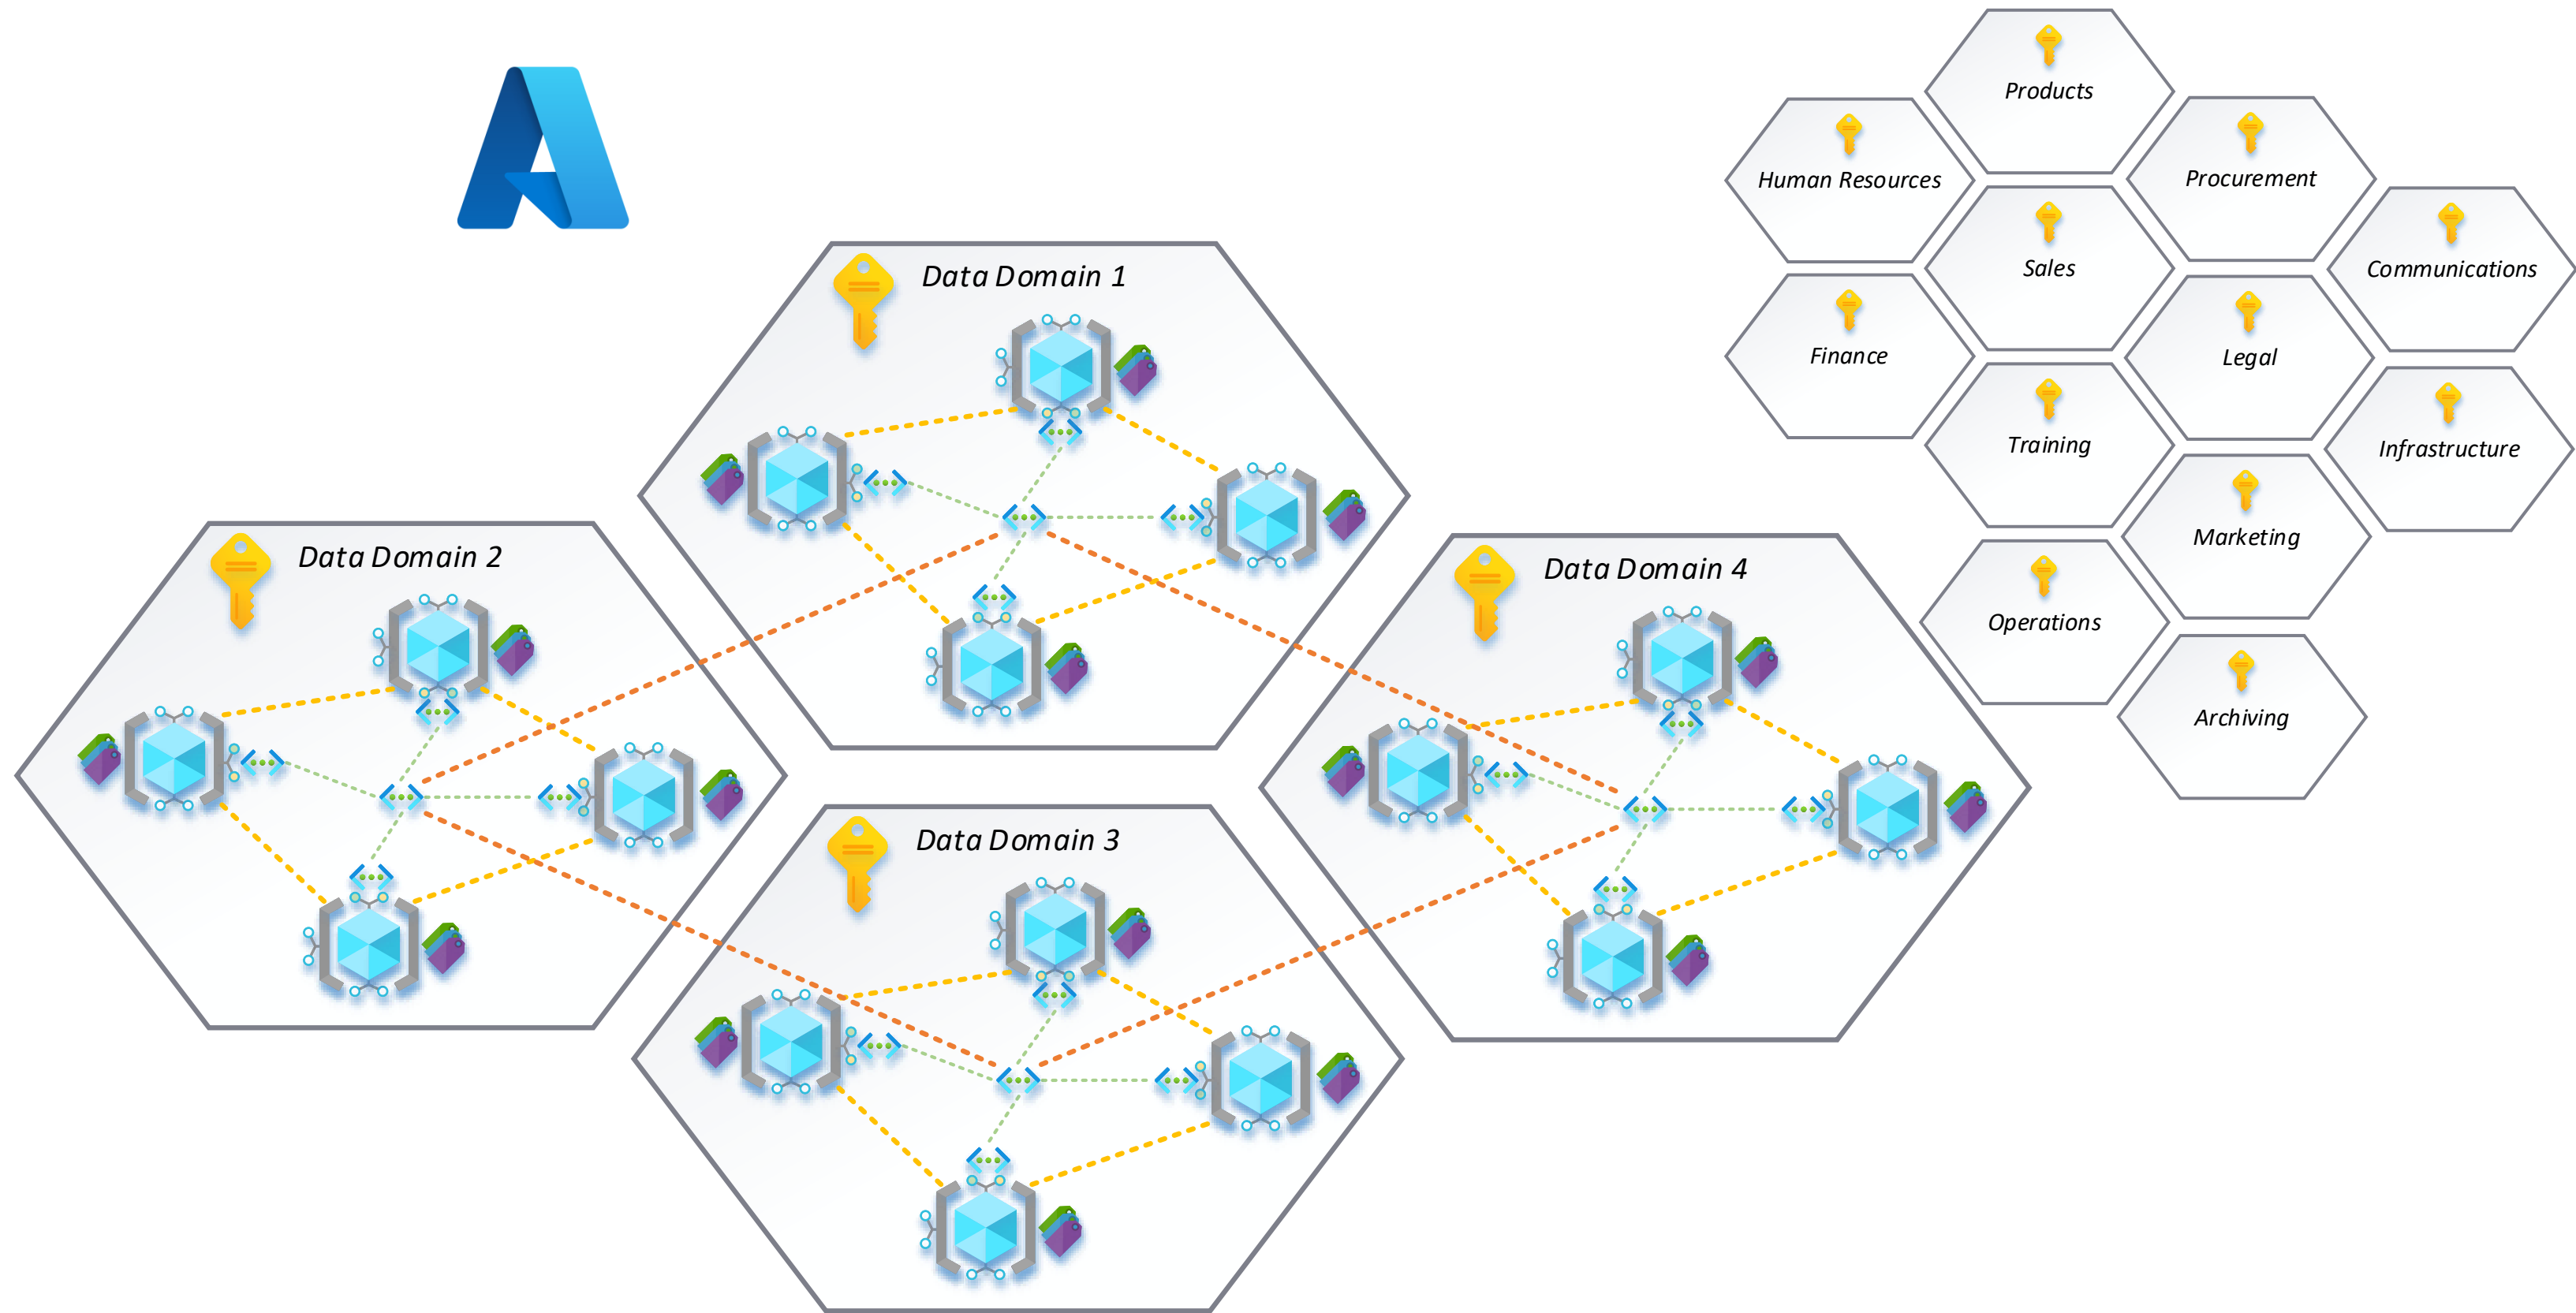 Products
Human Resources
Procurement
Sales
Communications
Finance
Legal
Training
Infrastructure
Marketing
Operations
Archiving
Data Domain 1
Data Domain 2
Data Domain 4
Data Domain 3